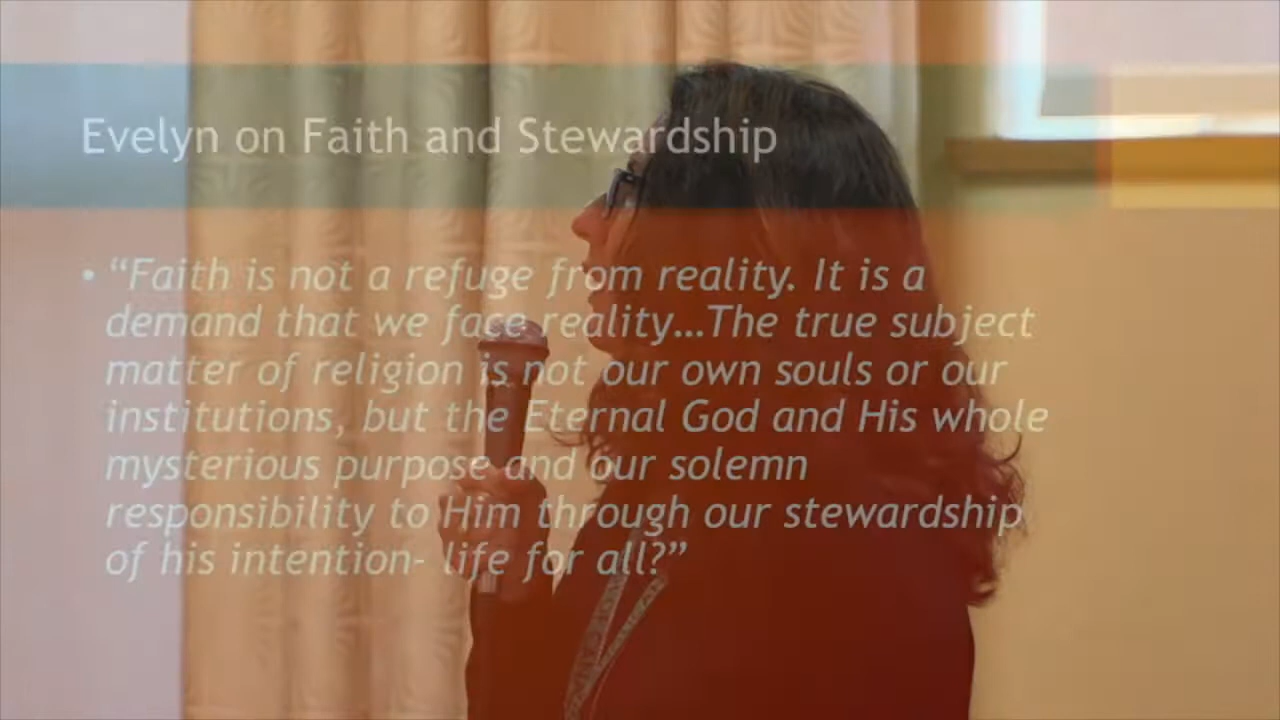 Evelyn on Faith and Stewardship
• “Faith is not a refuge from reality. It is a
demand that we face reality…The true subject
matter of religion is not our own souls or our
institutions, but the Eternal God and His whole
mysterious purpose and our solemn
responsibility to Him through our stewardship
of his intention- life for all?”